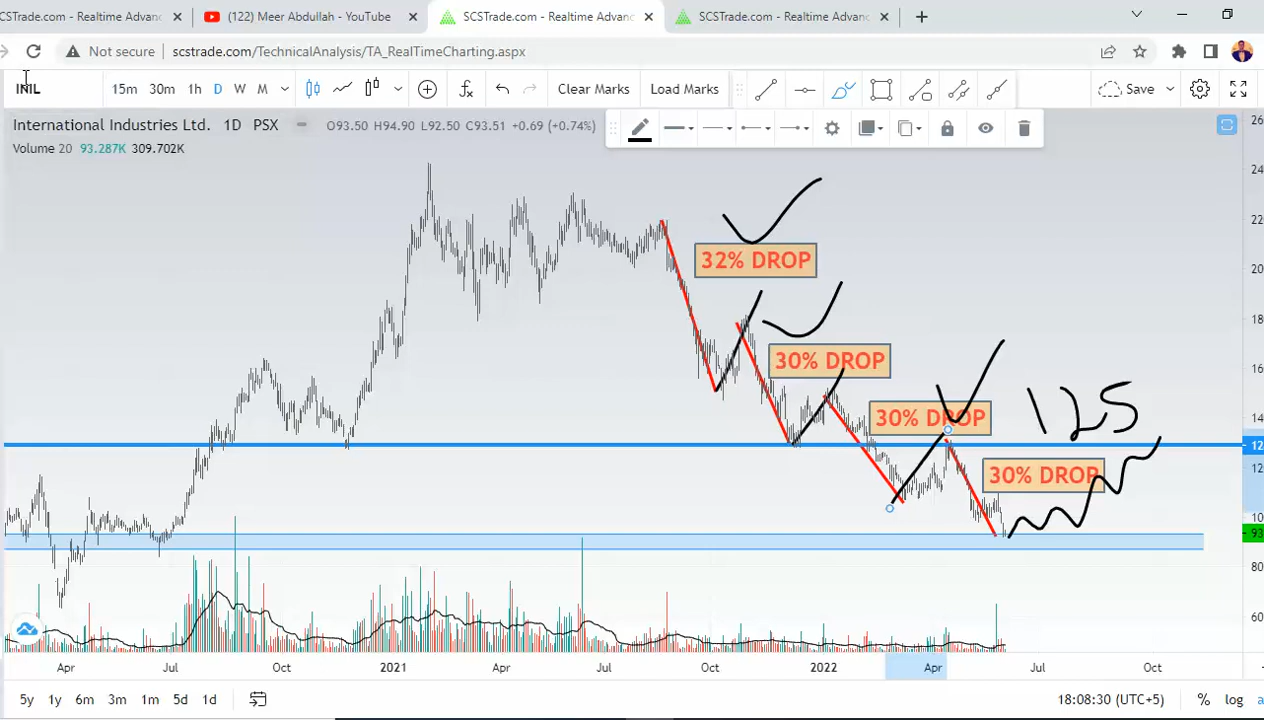 SCSTrade.com - Realtime Advanc × (122) Meer Abdullah - YouTube × SCSTrade.com - Realtime Advanc × SCSTrade.com - Realtime Advanc × +
Not secure scstrade.com/TechnicalAnalysis/TA_RealTimeCharting.aspx
INIL 15m 30m 1h D W M Clear Marks Load Marks Save
International Industries Ltd. 1D PSX O93.50 H94.90 L92.50 C93.51 +0.69 (+0.74%)
Volume 20 93.287K 309.702K
32% DROP
30% DROP
30% DROP
125
30% DROP
Apr Jul Oct 2021 Apr Jul Oct 2022 Apr Jul Oct
5y 1y 6m 3m 1m 5d 1d 18:08:30 (UTC+5) % log